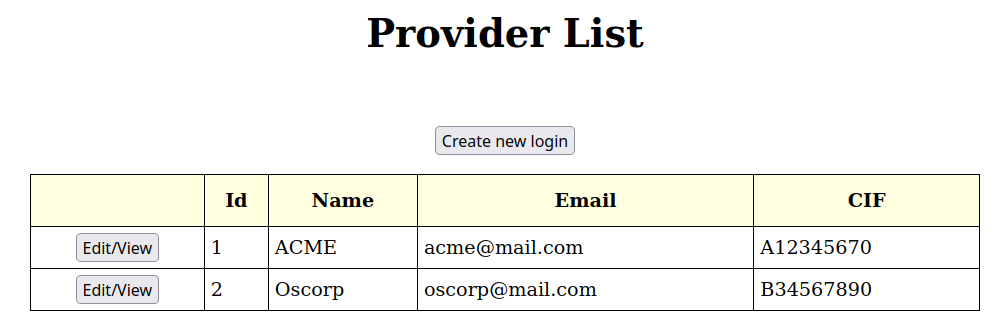 Provider List
Create new login
Id Name Email CIF
Edit/View 1 ACME acme@mail.com A12345670
Edit/View 2 Oscorp oscorp@mail.com B34567890